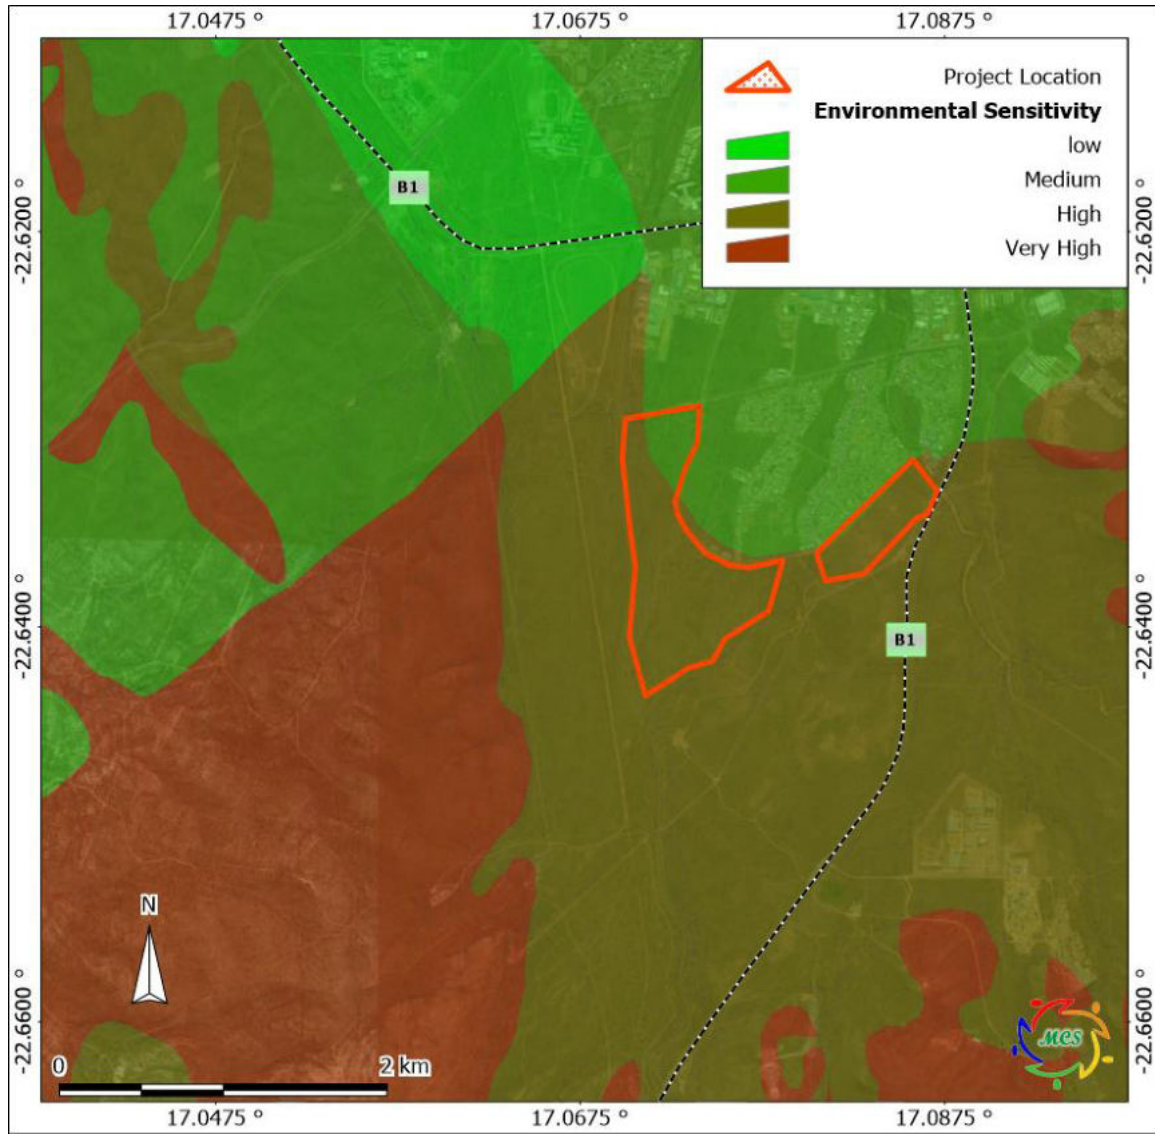 17.0475 °
17.0675 °
17.0875 °
Project Location
Environmental Sensitivity
low
Medium
High
Very High
B1
-22.6200 °
-22.6200 °
-22.6400 °
-22.6400 °
B1
N
-22.6600 °
-22.6600 °
MCS
0
2 km
17.0475 °
17.0675 °
17.0875 °